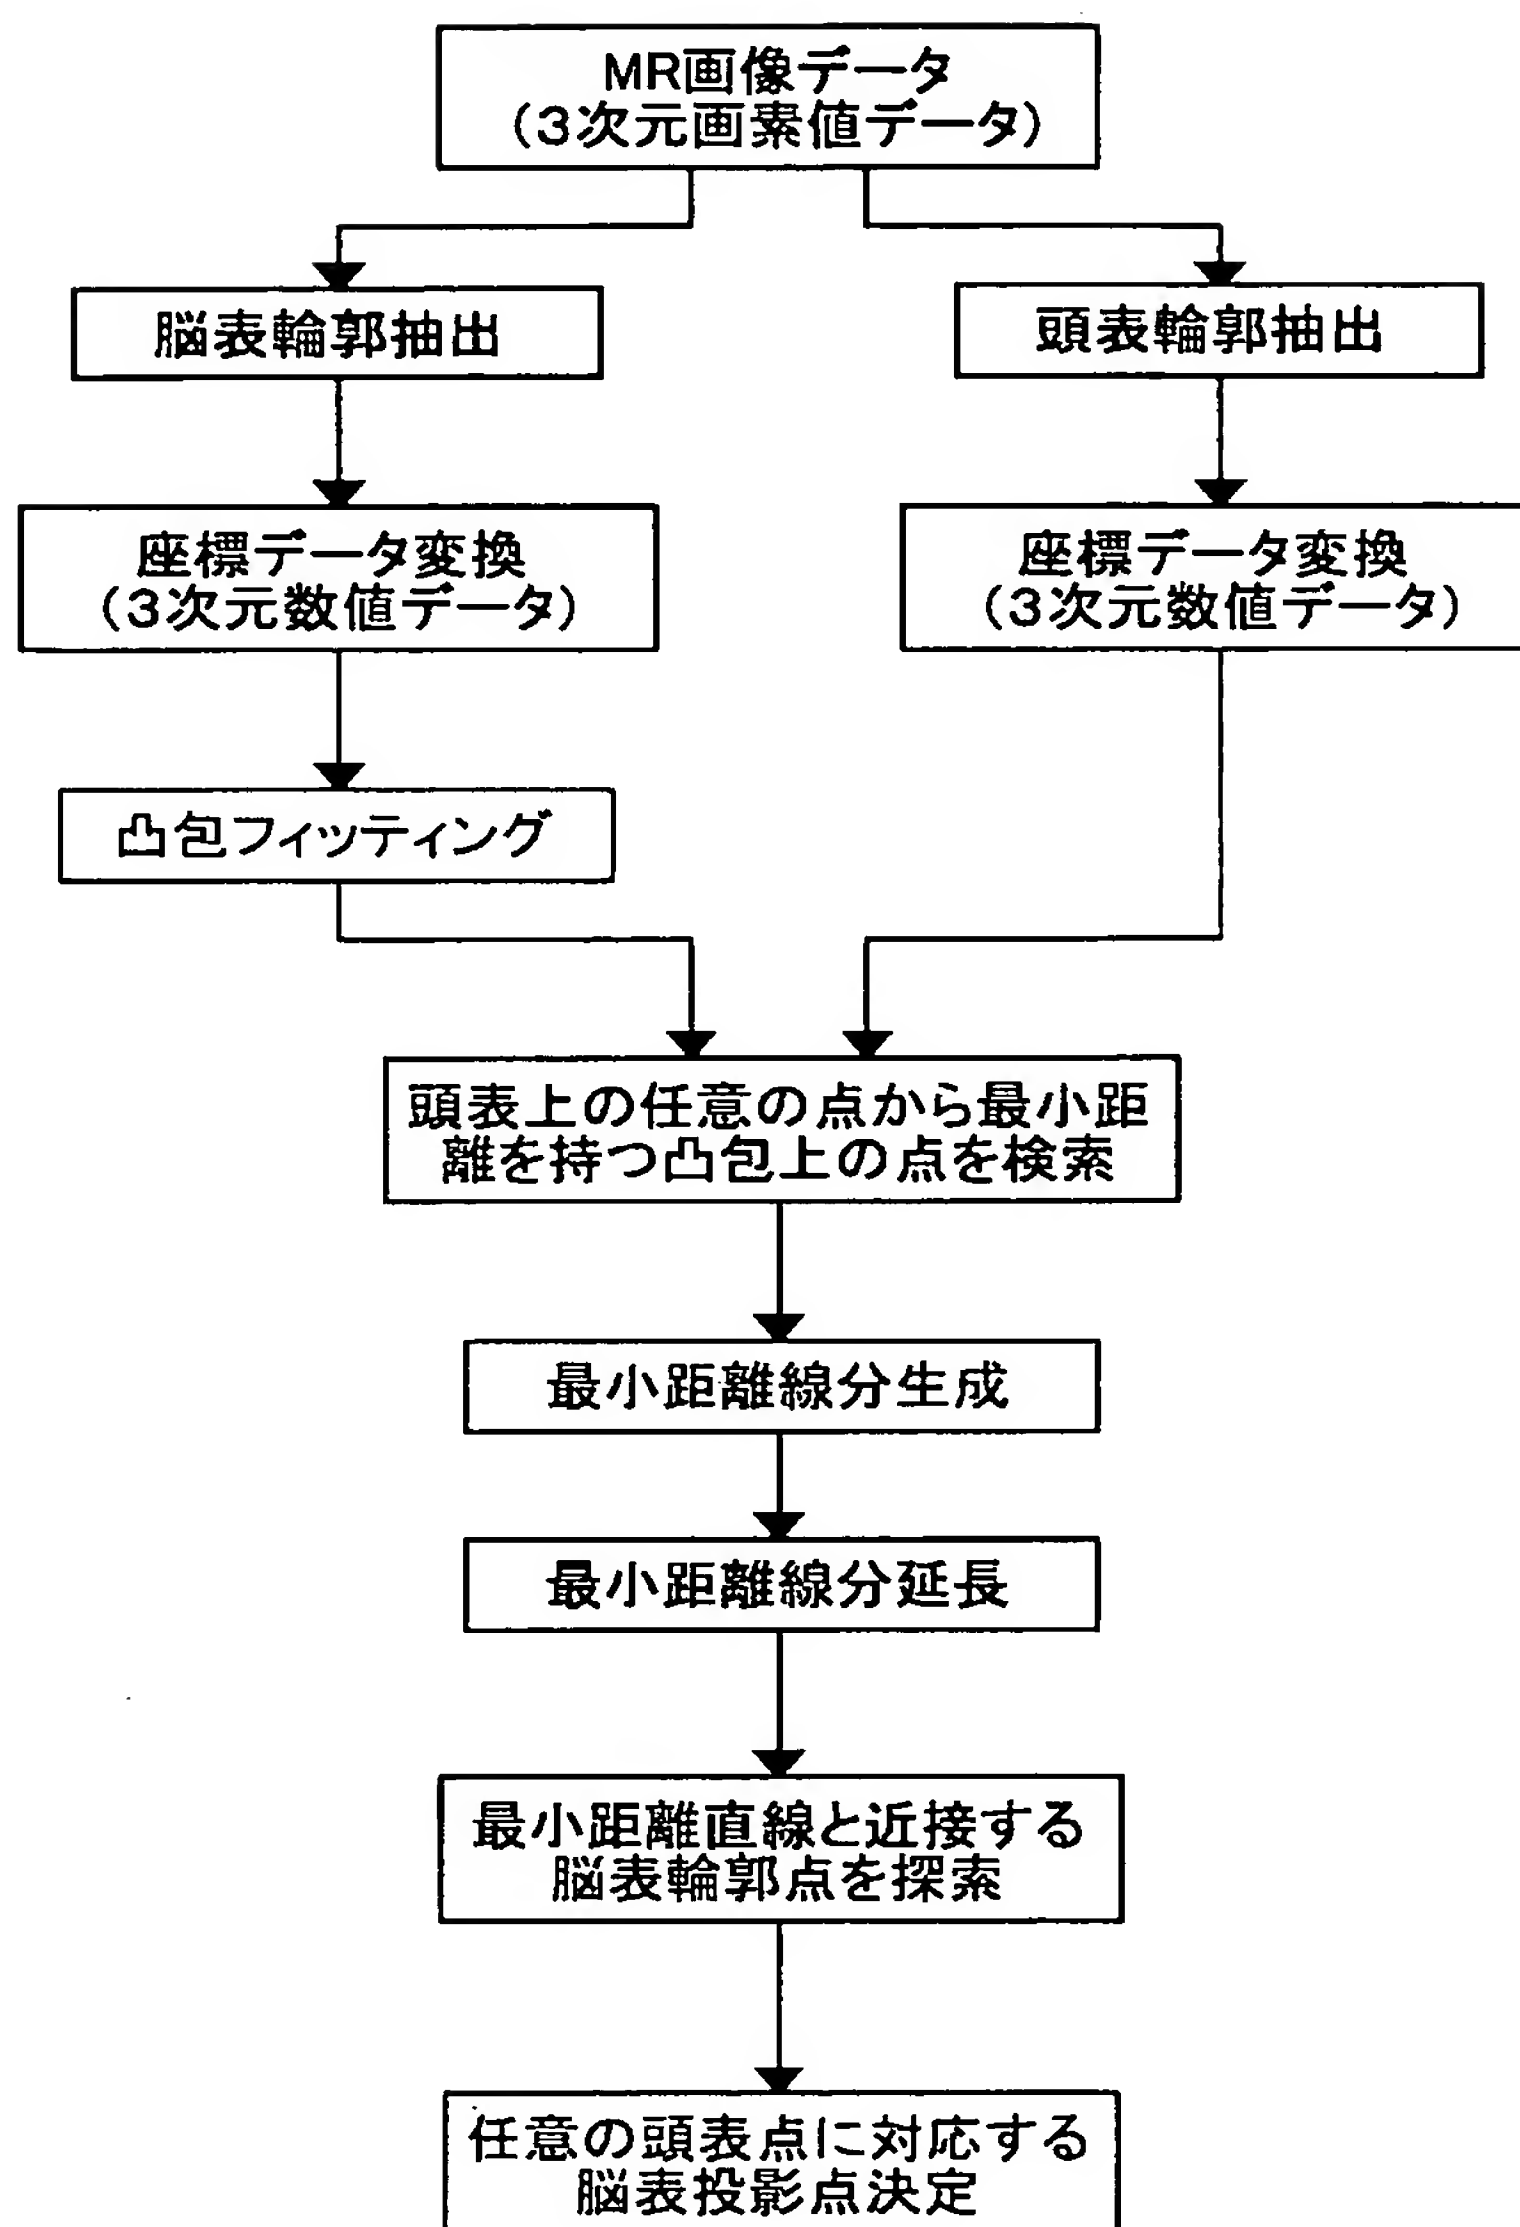 MR画像データ
(3次元画素値データ)
脳表輪郭抽出
頭表輪郭抽出
座標データ変換
(3次元数値データ)
座標データ変換
(3次元数値データ)
凸包フィッティング
頭表上の任意の点から最小距
離を持つ凸包上の点を検索
最小距離線分生成
最小距離線分延長
最小距離直線と近接する
脳表輪郭点を探索
任意の頭表点に対応する
脳表投影点決定